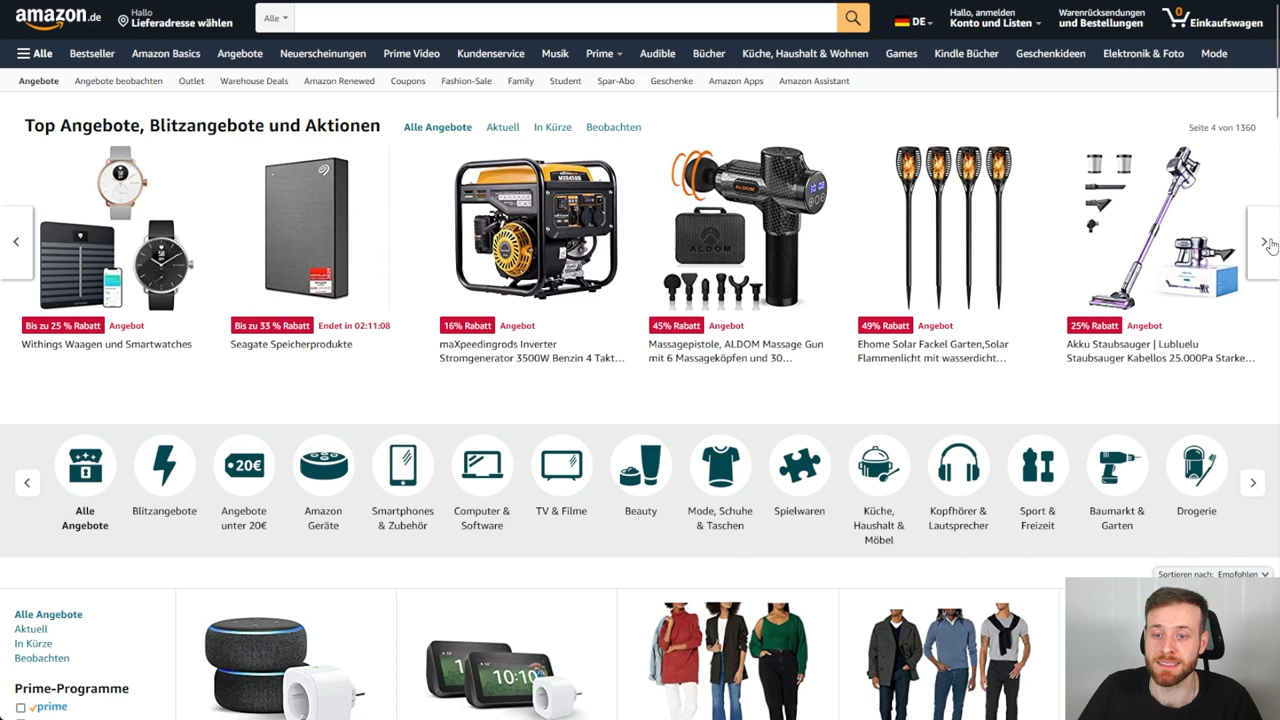 amazon.de
Hallo
Lieferadresse wählen
Alle
DE
Hallo, anmelden
Konto und Listen
Warenrücksendungen
und Bestellungen
0
Einkaufswagen
Alle
Bestseller
Amazon Basics
Angebote
Neuerscheinungen
Prime Video
Kundenservice
Musik
Prime
Audible
Bücher
Küche, Haushalt & Wohnen
Games
Kindle Bücher
Geschenkideen
Elektronik & Foto
Mode
Angebote
Angebote beobachten
Outlet
Warehouse Deals
Amazon Renewed
Coupons
Fashion-Sale
Family
Student
Spar-Abo
Geschenke
Amazon Apps
Amazon Assistant
Top Angebote, Blitzangebote und Aktionen
Alle Angebote
Aktuell
In Kürze
Beobachten
Seite 4 von 1360
ALDOM
ALDOM
Bis zu 25 % Rabatt
Angebot
Withings Waagen und Smartwatches
Bis zu 33 % Rabatt
Endet in 02:11:08
Seagate Speicherprodukte
16% Rabatt
Angebot
maXpeedingrods Inverter
Stromgenerator 3500W Benzin 4 Takt...
45% Rabatt
Angebot
Massagepistole, ALDOM Massage Gun
mit 6 Massageköpfen und 30...
49% Rabatt
Angebot
Ehome Solar Fackel Garten,Solar
Flammenlicht mit wasserdicht...
25% Rabatt
Angebot
Akku Staubsauger | Lubluelu
Staubsauger Kabellos 25.000Pa Starke...
20€
Alle
Angebote
Blitzangebote
Angebote
unter 20€
Amazon
Geräte
Smartphones
& Zubehör
Computer &
Software
TV & Filme
Beauty
Mode, Schuhe
& Taschen
Spielwaren
Küche,
Haushalt &
Möbel
Kopfhörer &
Lautsprecher
Sport &
Freizeit
Baumarkt &
Garten
Drogerie
Sortieren nach: Empfohlen
Alle Angebote
Aktuell
In Kürze
Beobachten
Prime-Programme
prime
10:10